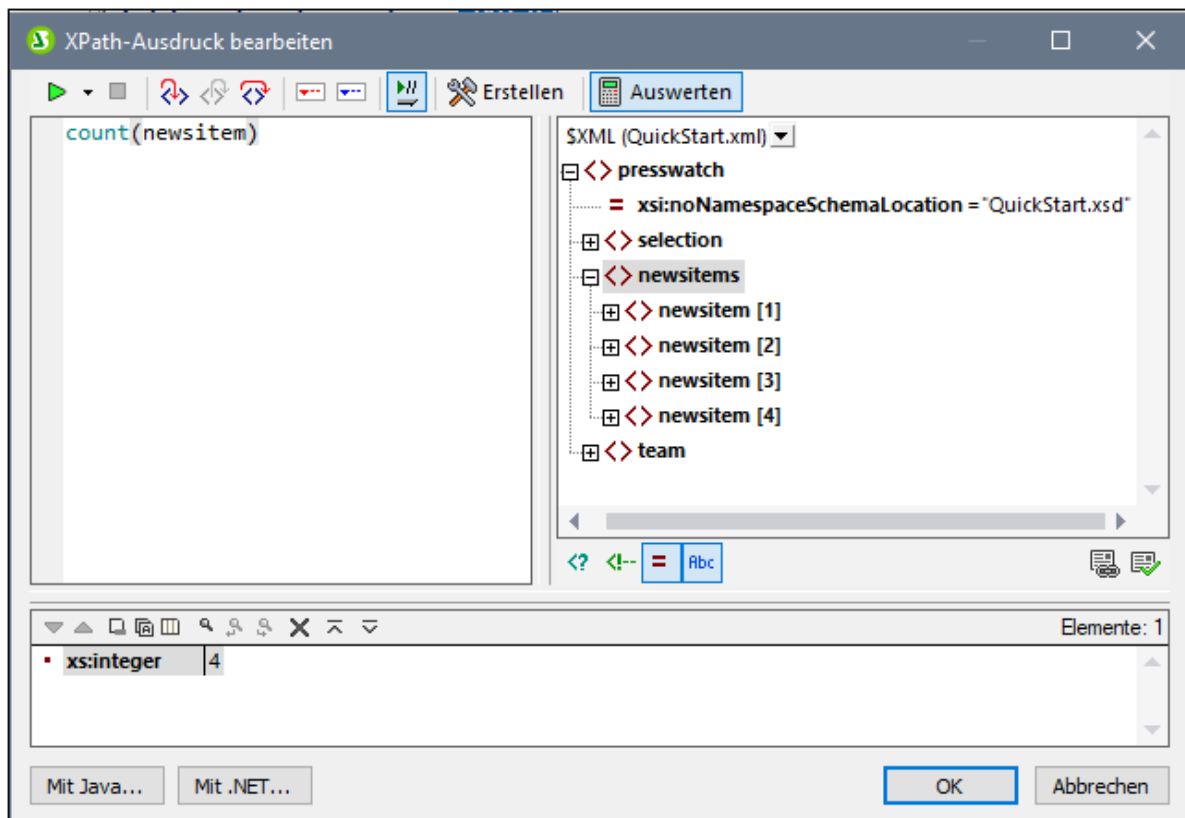 XPath-Ausdruck bearbeiten
Erstellen
Auswerten
count(newsitem)
$XML (QuickStart.xml)
<> presswatch
= xsi:noNamespaceSchemaLocation ="QuickStart.xsd"
<> selection
<> newsitems
<> newsitem [1]
<> newsitem [2]
<> newsitem [3]
<> newsitem [4]
<> team
<? <!-- = Abc
Elemente: 1
xs:integer 4
Mit Java... Mit .NET... OK Abbrechen